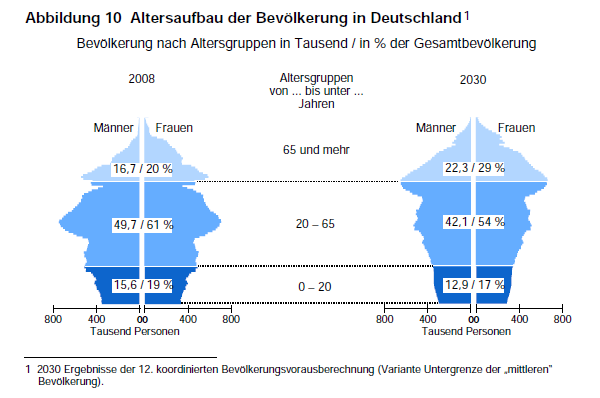 Abbildung 10 Altersaufbau der Bevölkerung in Deutschland¹
Bevölkerung nach Altersgruppen in Tausend / in % der Gesamtbevölkerung
2008
Altersgruppen
von ... bis unter ...
Jahren
2030
Männer Frauen
Männer Frauen
65 und mehr
16,7 / 20 %
22,3 / 29 %
49,7 / 61 %
20 – 65
42,1 / 54 %
15,6 / 19 %
0 – 20
12,9 / 17 %
800 400 00 400 800
800 400 00 400 800
Tausend Personen
Tausend Personen
1 2030 Ergebnisse der 12. koordinierten Bevölkerungsvorausberechnung (Variante Untergrenze der „mittleren"
Bevölkerung).